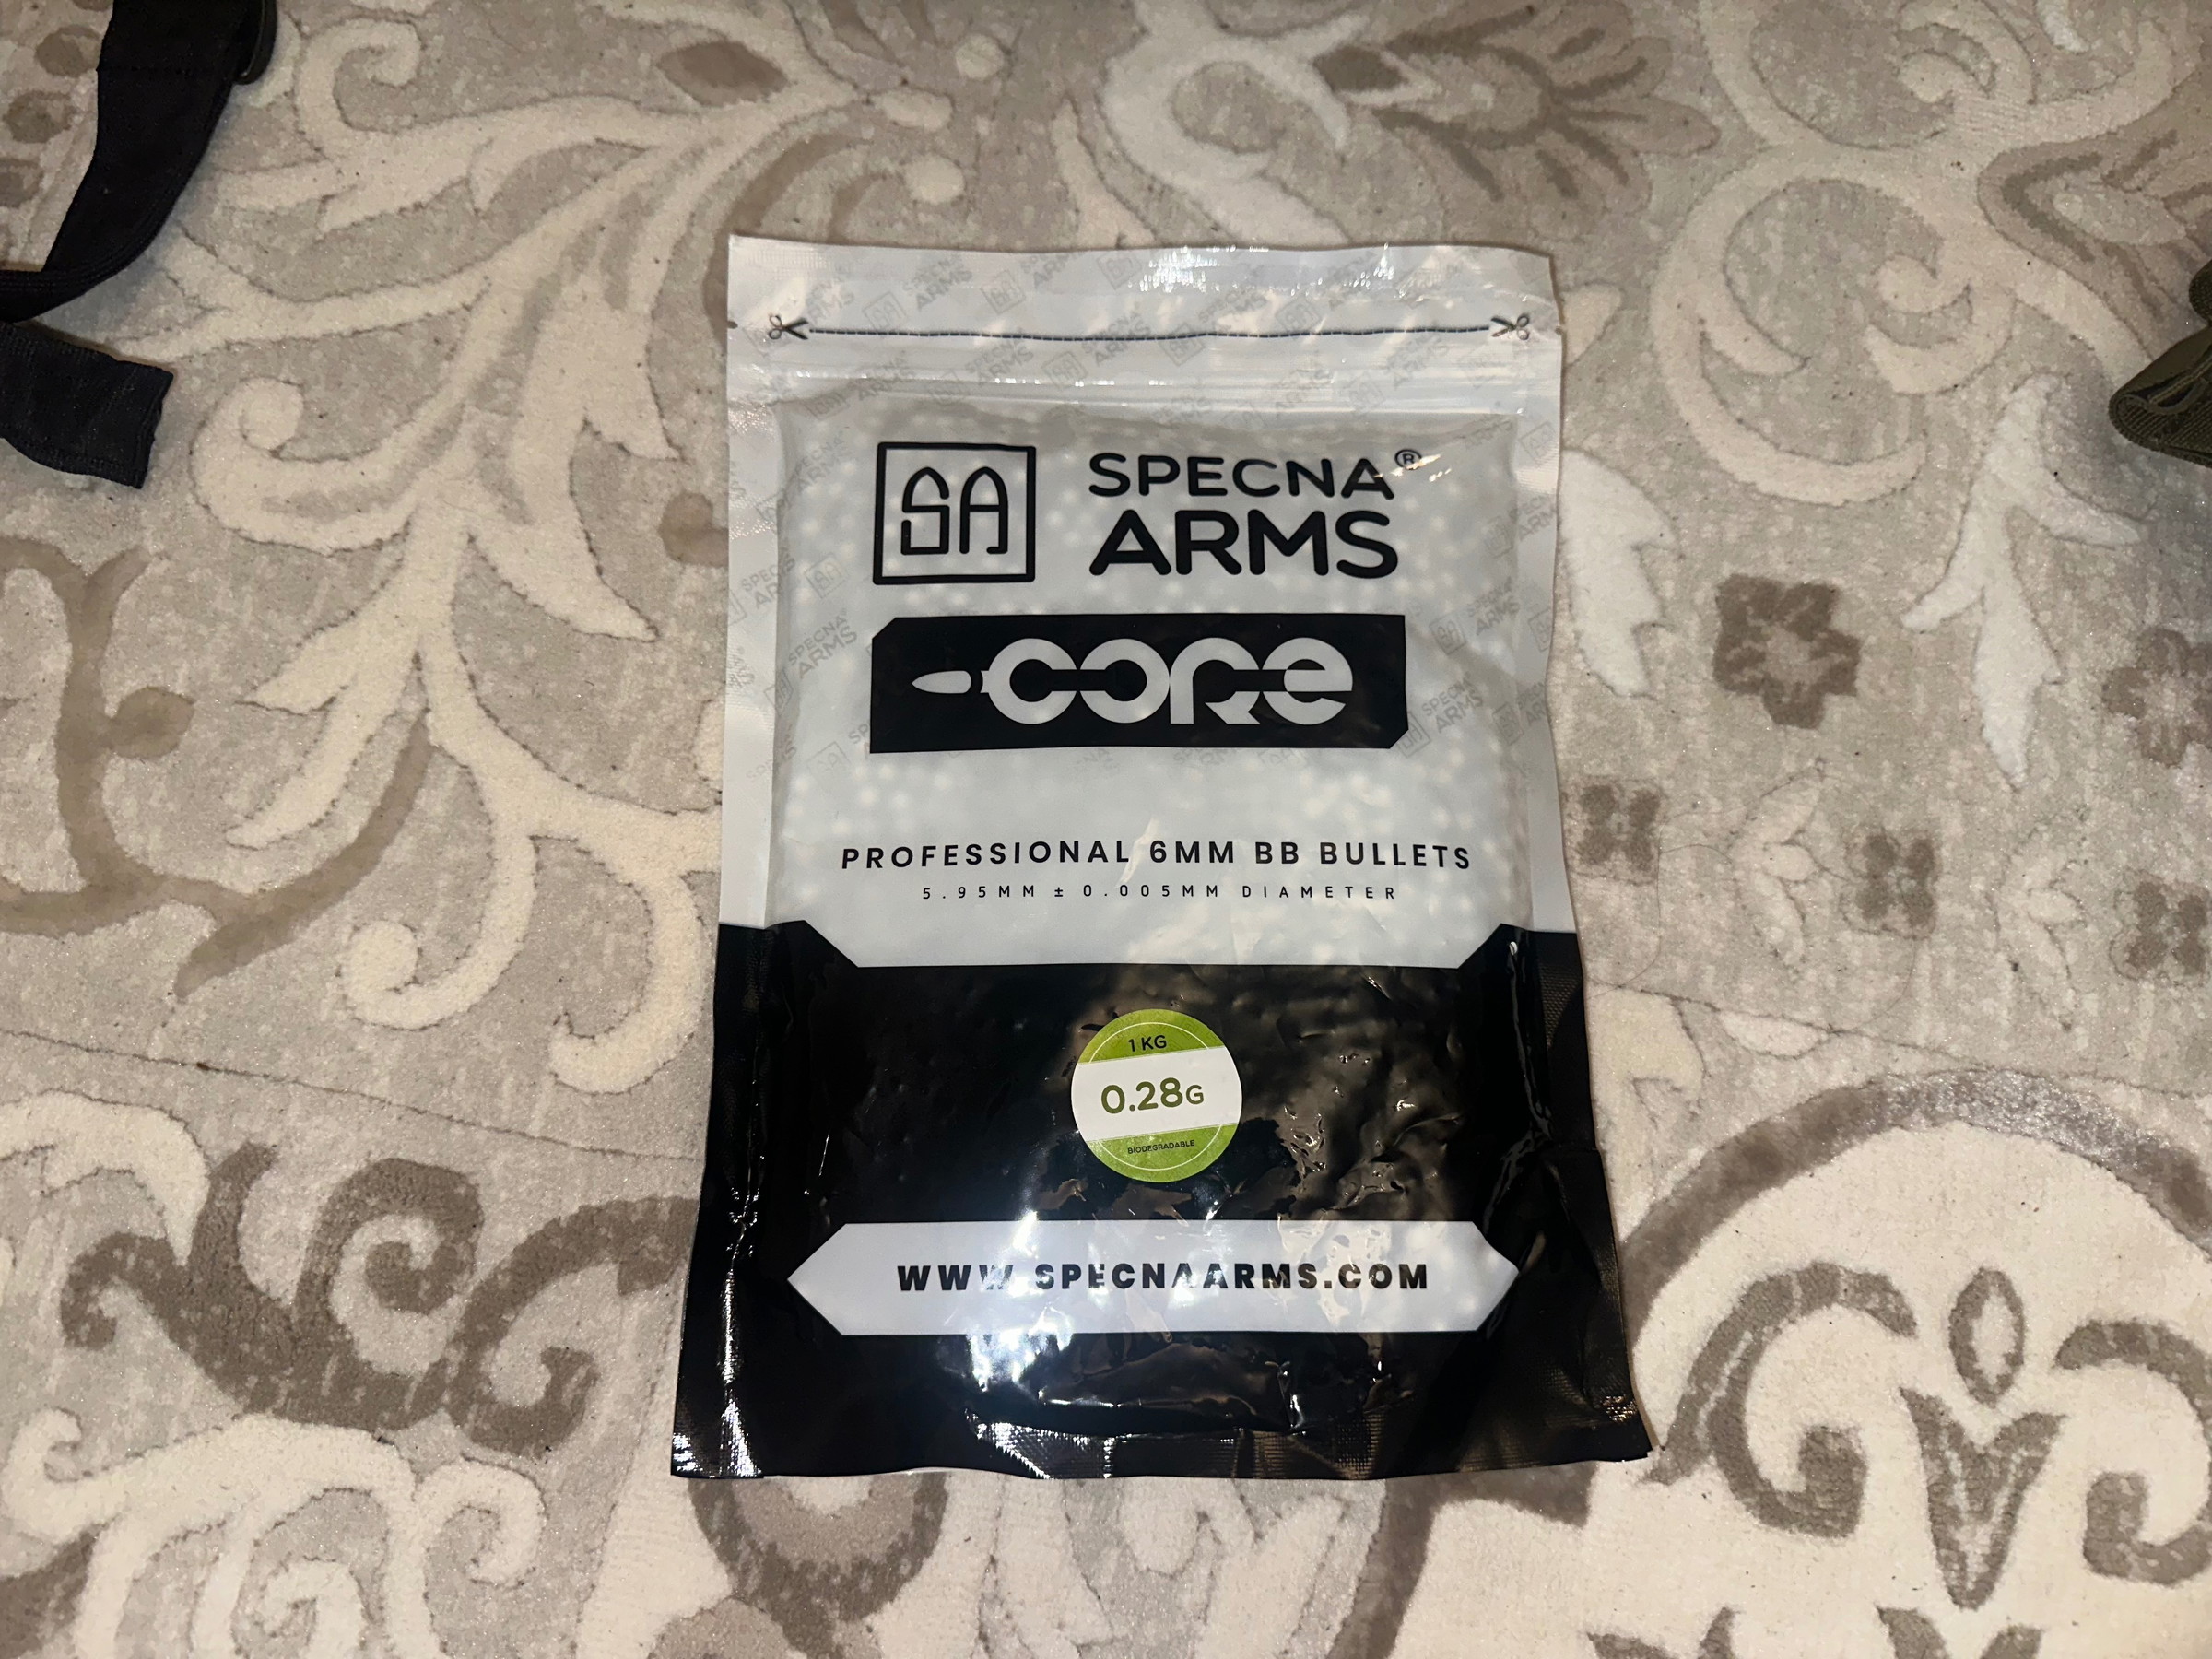 SA
SPECNA®
ARMS
CORE
PROFESSIONAL 6MM BB BULLETS
5.95MM ± 0.005MM DIAMETER
1 KG
0.28G
BIODEGRADABLE
WWW.SPECNAARMS.COM